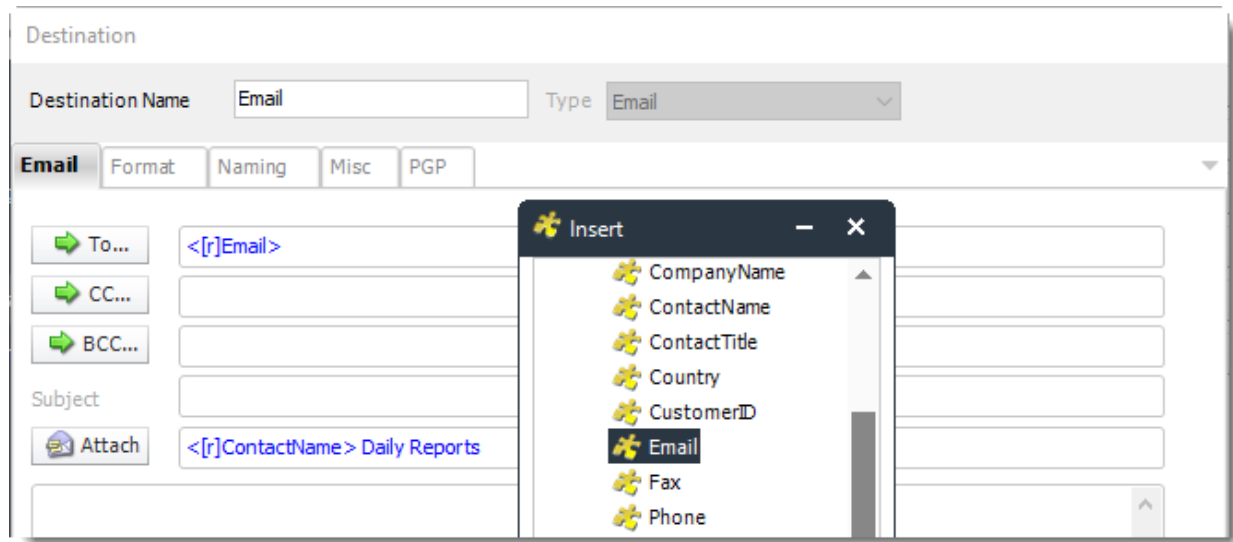 Destination
Destination Name Email Type Email
Email Format Naming Misc PGP
To... <[r]Email>
CC...
BCC...
Subject
Attach <[r]ContactName> Daily Reports
Insert
CompanyName
ContactName
ContactTitle
Country
CustomerID
Email
Fax
Phone